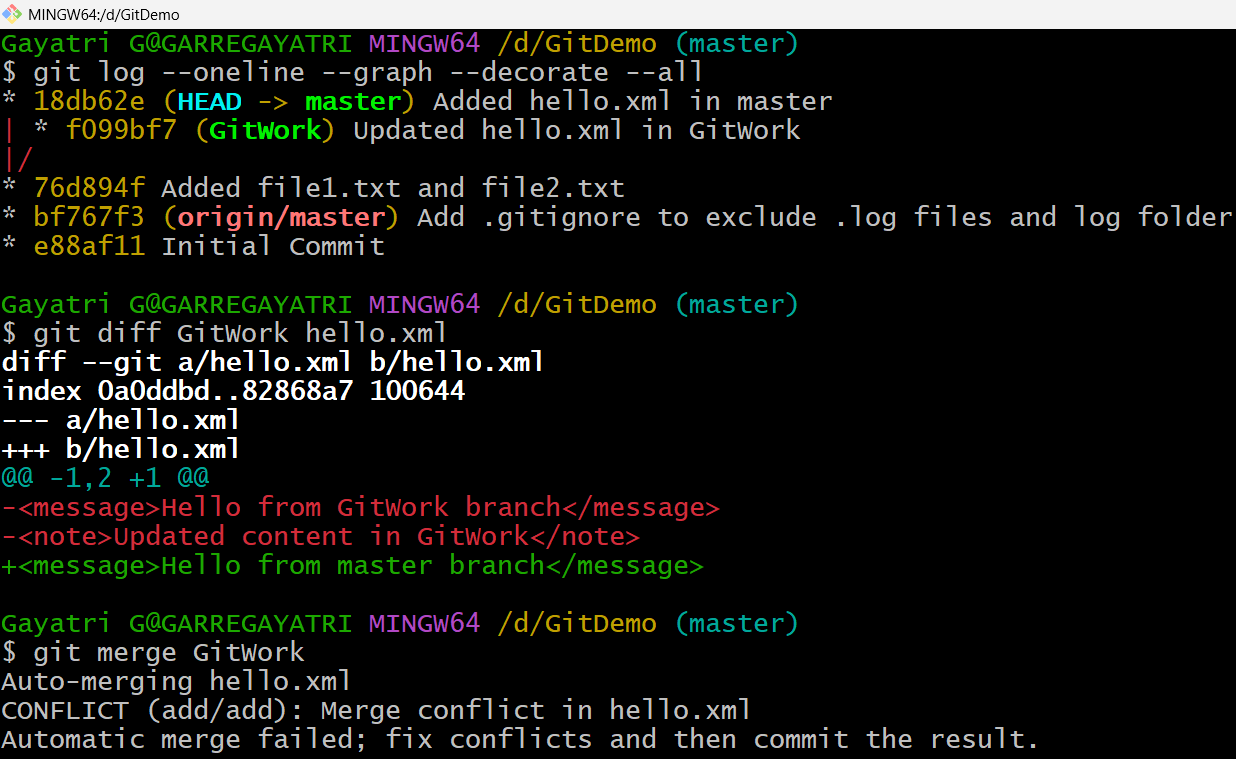 MINGW64:/d/GitDemo
Gayatri G@GARREGAYATRI MINGW64 /d/GitDemo (master)
$ git log --oneline --graph --decorate --all
* 18db62e (HEAD -> master) Added hello.xml in master
| * f099bf7 (GitWork) Updated hello.xml in GitWork
|/
* 76d894f Added file1.txt and file2.txt
* bf767f3 (origin/master) Add .gitignore to exclude .log files and log folder
* e88af11 Initial Commit
Gayatri G@GARREGAYATRI MINGW64 /d/GitDemo (master)
$ git diff GitWork hello.xml
diff --git a/hello.xml b/hello.xml
index 0a0ddbd..82868a7 100644
--- a/hello.xml
+++ b/hello.xml
@@ -1,2 +1 @@
-<message>Hello from GitWork branch</message>
-<note>Updated content in GitWork</note>
+<message>Hello from master branch</message>
Gayatri G@GARREGAYATRI MINGW64 /d/GitDemo (master)
$ git merge GitWork
Auto-merging hello.xml
CONFLICT (add/add): Merge conflict in hello.xml
Automatic merge failed; fix conflicts and then commit the result.